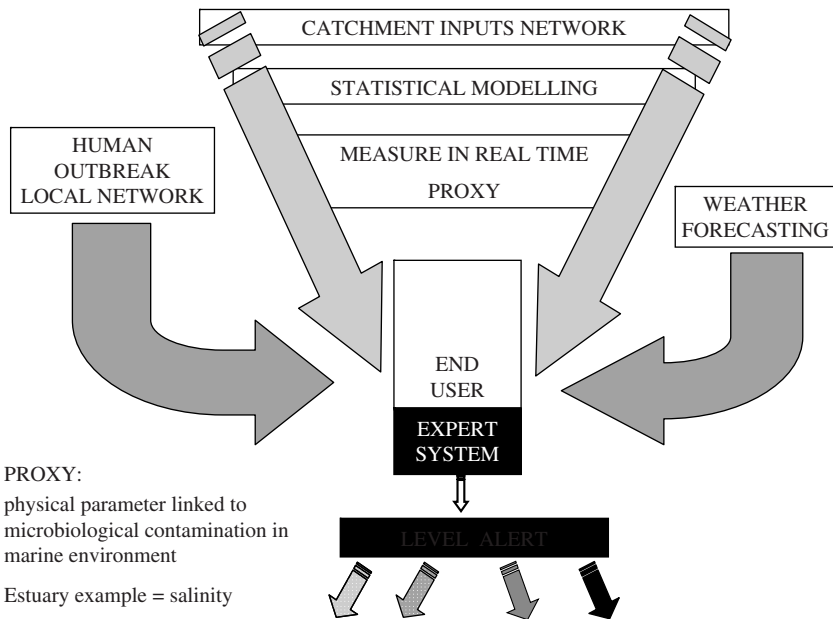 CATCHMENT INPUTS NETWORK
STATISTICAL MODELLING
HUMAN
OUTBREAK
LOCAL NETWORK
MEASURE IN REAL TIME
PROXY
WEATHER
FORECASTING
END
USER
EXPERT
SYSTEM
PROXY:
physical parameter linked to
microbiological contamination in
marine environment
LEVEL ALERT
Estuary example = salinity